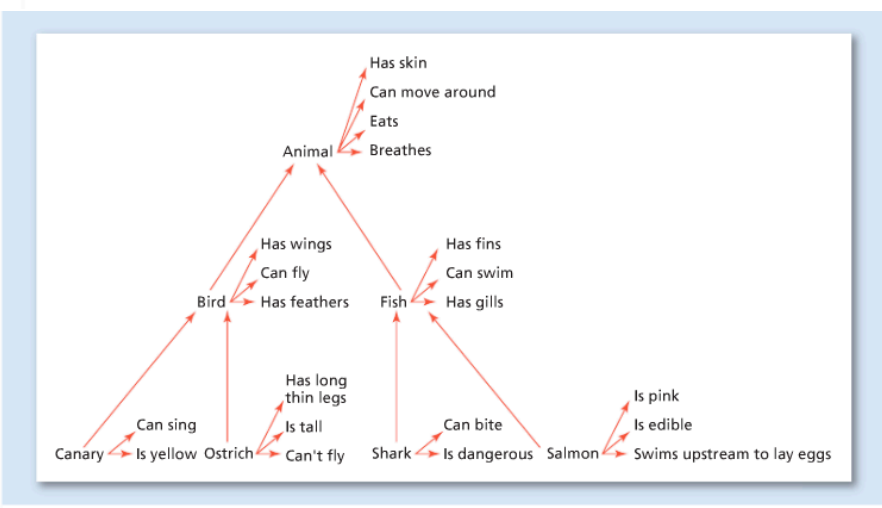 Has skin
Can move around
Eats
Animal Breathes
Has wings
Can fly
Bird Has feathers
Has fins
Can swim
Fish Has gills
Can sing
Canary Is yellow
Has long
thin legs
Is tall
Ostrich Can't fly
Can bite
Shark Is dangerous
Is pink
Is edible
Salmon Swims upstream to lay eggs